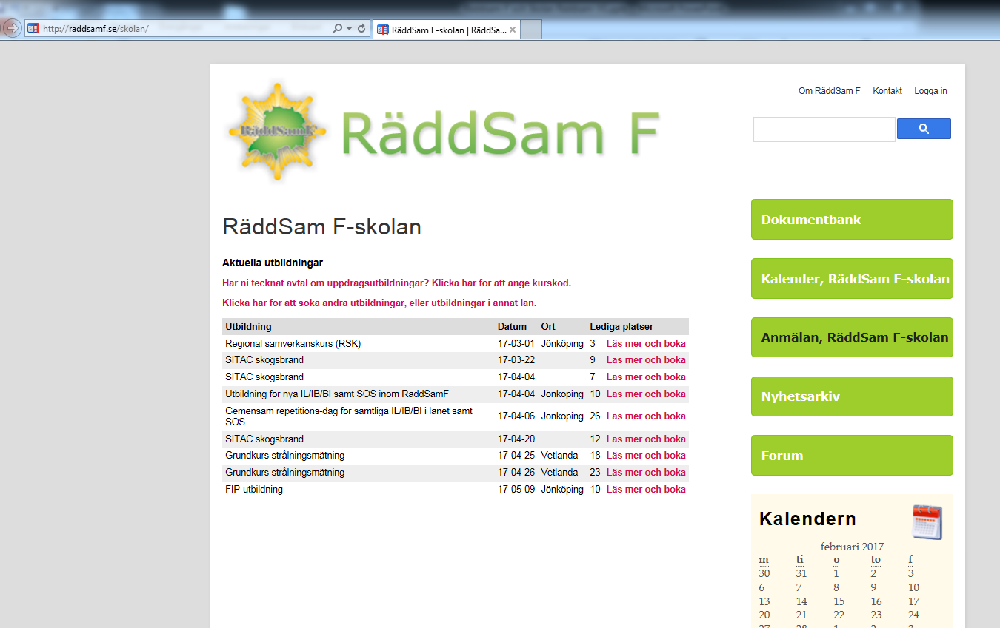 http://raddsamf.se/skolan/
RäddSam F-skolan | RäddSa...
RäddSamF
RäddSam F
Om RäddSam F Kontakt Logga in
RäddSam F-skolan
Aktuella utbildningar
Har ni tecknat avtal om uppdragsutbildningar? Klicka här för att ange kurskod.
Klicka här för att söka andra utbildningar, eller utbildningar i annat län.
Utbildning Datum Ort Lediga platser
Regional samverkanskurs (RSK) 17-03-01 Jönköping 3 Läs mer och boka
SITAC skogsbrand 17-03-22 9 Läs mer och boka
SITAC skogsbrand 17-04-04 7 Läs mer och boka
Utbildning för nya IL/IB/BI samt SOS inom RäddSamF 17-04-04 Jönköping 10 Läs mer och boka
Gemensam repetitions-dag för samtliga IL/IB/BI i länet samt
SOS 17-04-06 Jönköping 26 Läs mer och boka
SITAC skogsbrand 17-04-20 12 Läs mer och boka
Grundkurs strålningsmätning 17-04-25 Vetlanda 18 Läs mer och boka
Grundkurs strålningsmätning 17-04-26 Vetlanda 23 Läs mer och boka
FIP-utbildning 17-05-09 Jönköping 10 Läs mer och boka
Dokumentbank
Kalender, RäddSam F-skolan
Anmälan, RäddSam F-skolan
Nyhetsarkiv
Forum
Kalendern
februari 2017
m ti o to f
30 31 1 2 3
6 7 8 9 10
13 14 15 16 17
20 21 22 23 24
27 28 1 2 3